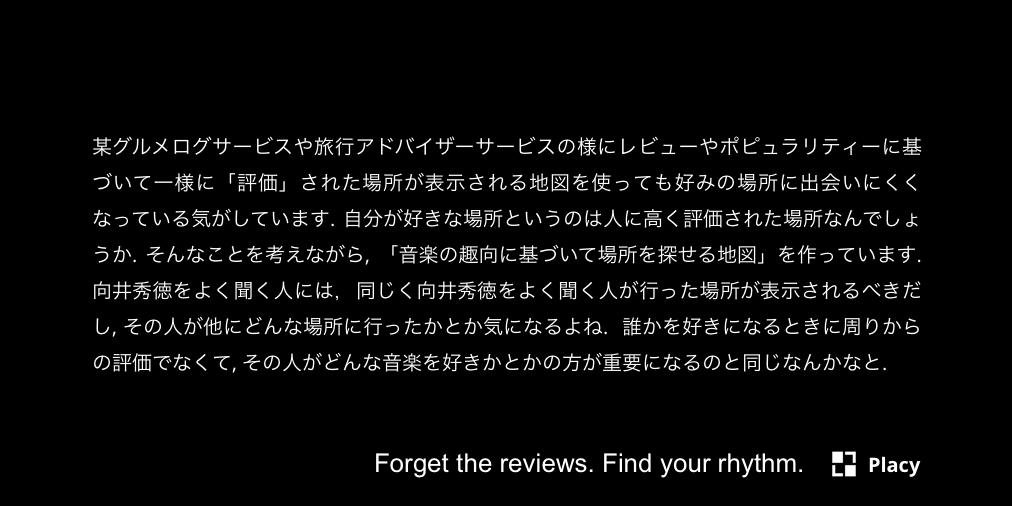 某グルメログサービスや旅行アドバイザーサービスの様にレビューやポピュラリティーに基
づいて一様に「評価」された場所が表示される地図を使っても好みの場所に出会いにくく
なっている気がしています. 自分が好きな場所というのは人に高く評価された場所なんでしょ
うか. そんなことを考えながら, 「音楽の趣向に基づいて場所を探せる地図」を作っています.
向井秀徳をよく聞く人には, 同じく向井秀徳をよく聞く人が行った場所が表示されるべきだ
し, その人が他にどんな場所に行ったかとか気になるよね. 誰かを好きになるときに周りから
の評価でなくて, その人がどんな音楽を好きかとかの方が重要になるのと同じなんかなと.
Forget the reviews. Find your rhythm. Placy